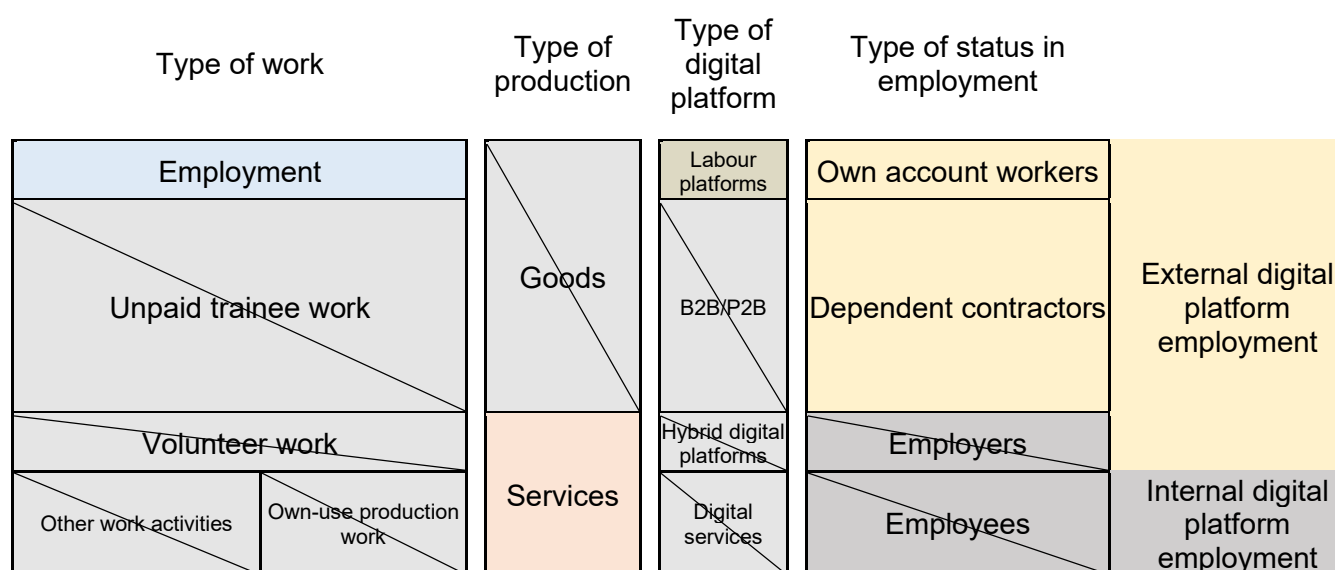 Type of work
Type of
production
Type of
digital
platform
Type of status in
employment
Employment
Unpaid trainee work
Volunteer work
Other work activities
Own-use production
work
Goods
Services
Labour
platforms
B2B/P2B
Hybrid digital
platforms
Digital
services
Own account workers
Dependent contractors
Employers
Employees
External digital
platform
employment
Internal digital
platform
employment